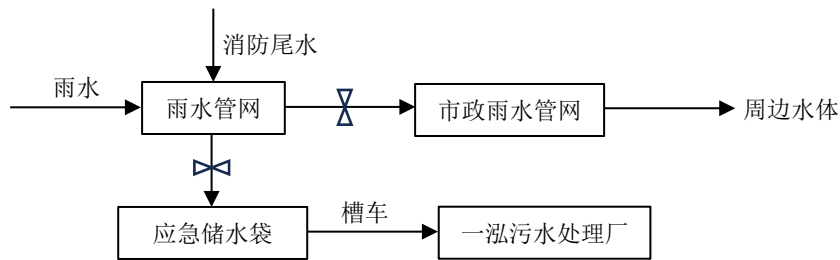 消防尾水
雨水
雨水管网
市政雨水管网
周边水体
应急储水袋
槽车
一泓污水处理厂